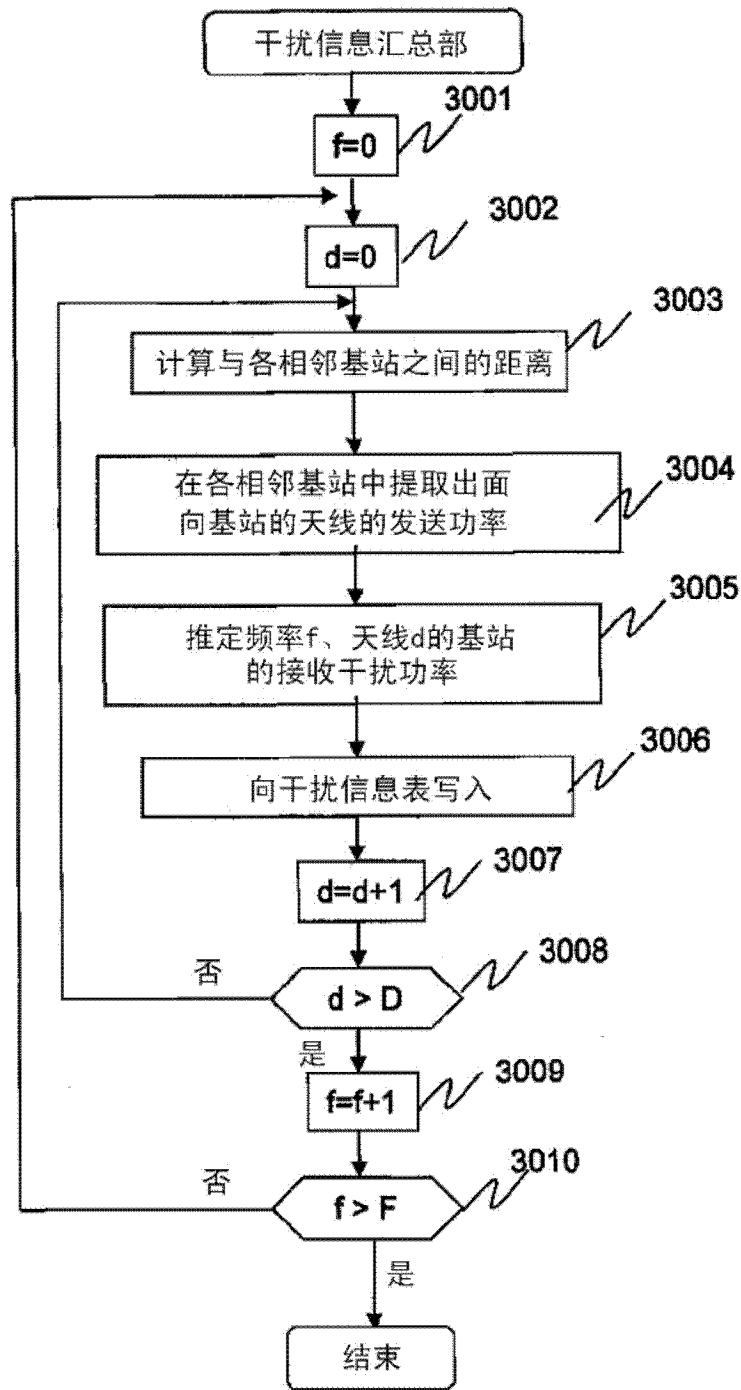 干扰信息汇总部
3001
f=0
3002
d=0
3003
计算与各相邻基站之间的距离
在各相邻基站中提取出面
3004
向基站的天线的发送功率
3005
推定频率f、天线d的基站
的接收干扰功率
3006
向干扰信息表写入
3007
d=d+1
3008
否
d > D
是
3009
f=f+1
3010
否
f > F
是
结束